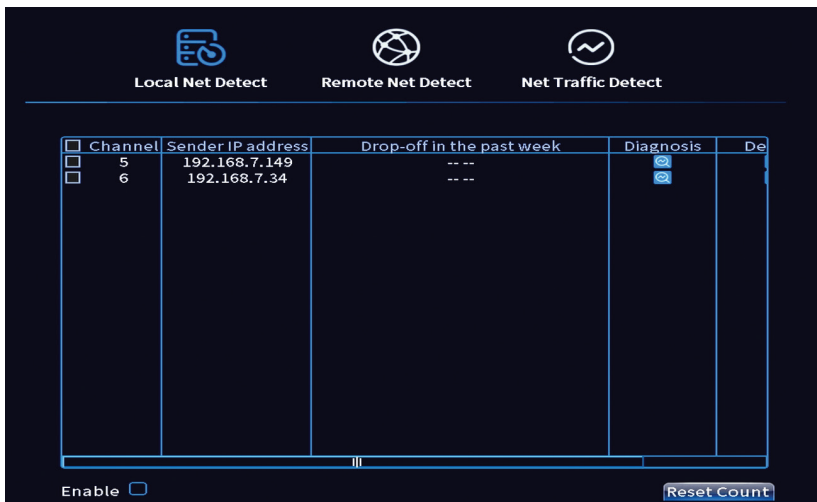 Local Net Detect Remote Net Detect Net Traffic Detect
Channel Sender IP address Drop-off in the past week Diagnosis De
5 192.168.7.149 -- --
6 192.168.7.34 -- --
Enable Reset Count